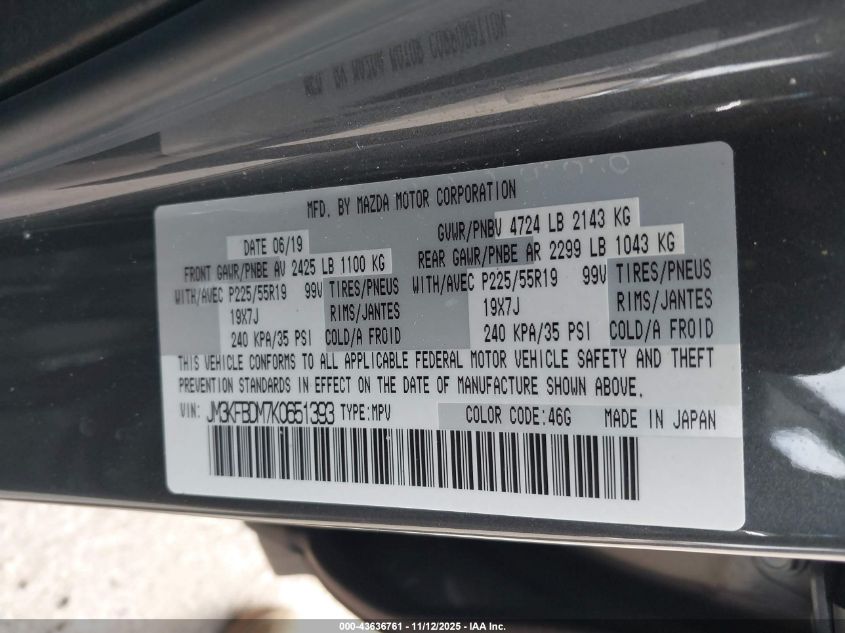 MFD. BY MAZDA MOTOR CORPORATION
DATE 06/19
GVWR/PNBV 4724 LB 2143 KG
FRONT GAWR/PNBE AV 2425 LB 1100 KG
REAR GAWR/PNBE AR 2299 LB 1043 KG
WITH/AVEC P225/55R19 99V TIRES/PNEUS WITH/AVEC P225/55R19 99V TIRES/PNEUS
19X7J RIMS/JANTES 19X7J RIMS/JANTES
240 KPA/35 PSI COLD/A FROID 240 KPA/35 PSI COLD/A FROID
THIS VEHICLE CONFORMS TO ALL APPLICABLE FEDERAL MOTOR VEHICLE SAFETY AND THEFT
PREVENTION STANDARDS IN EFFECT ON THE DATE OF MANUFACTURE SHOWN ABOVE.
VIN: JM3KFBDM7K0651393 TYPE:MPV COLOR CODE:46G MADE IN JAPAN
000-43636761 - 11/12/2025 - IAA Inc.